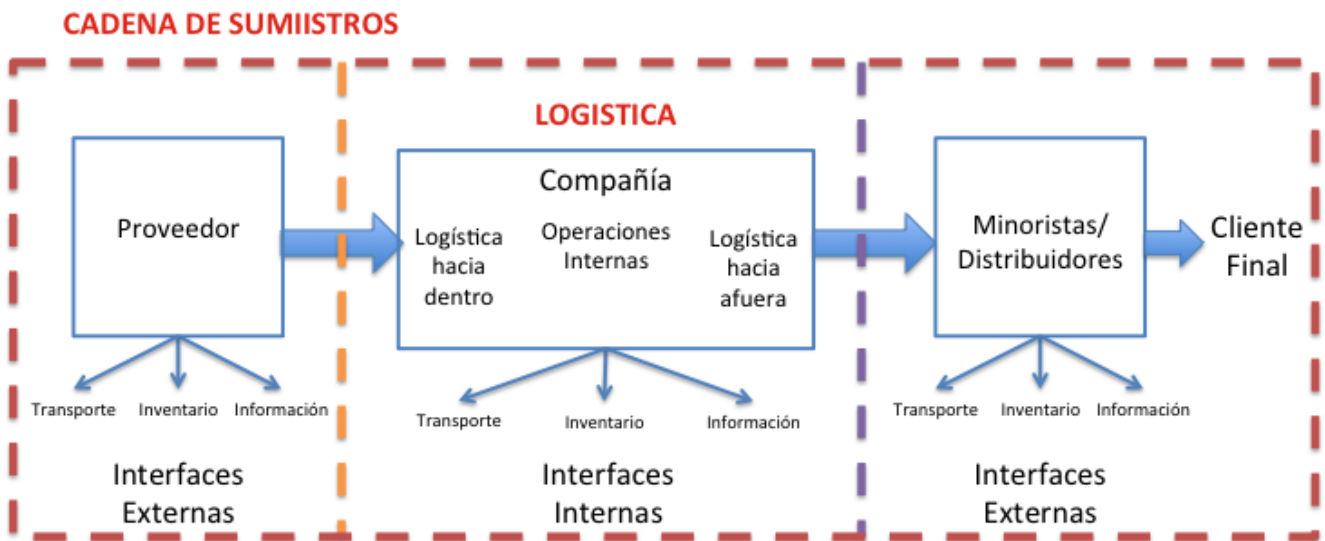 CADENA DE SUMIISTROS
LOGISTICA
Proveedor
Compañía
Logística
hacia
dentro
Operaciones
Internas
Logística
hacia
afuera
Minoristas/
Distribuidores
Cliente
Final
Transporte
Inventario
Información
Transporte
Inventario
Información
Transporte
Inventario
Información
Interfaces
Externas
Interfaces
Internas
Interfaces
Externas